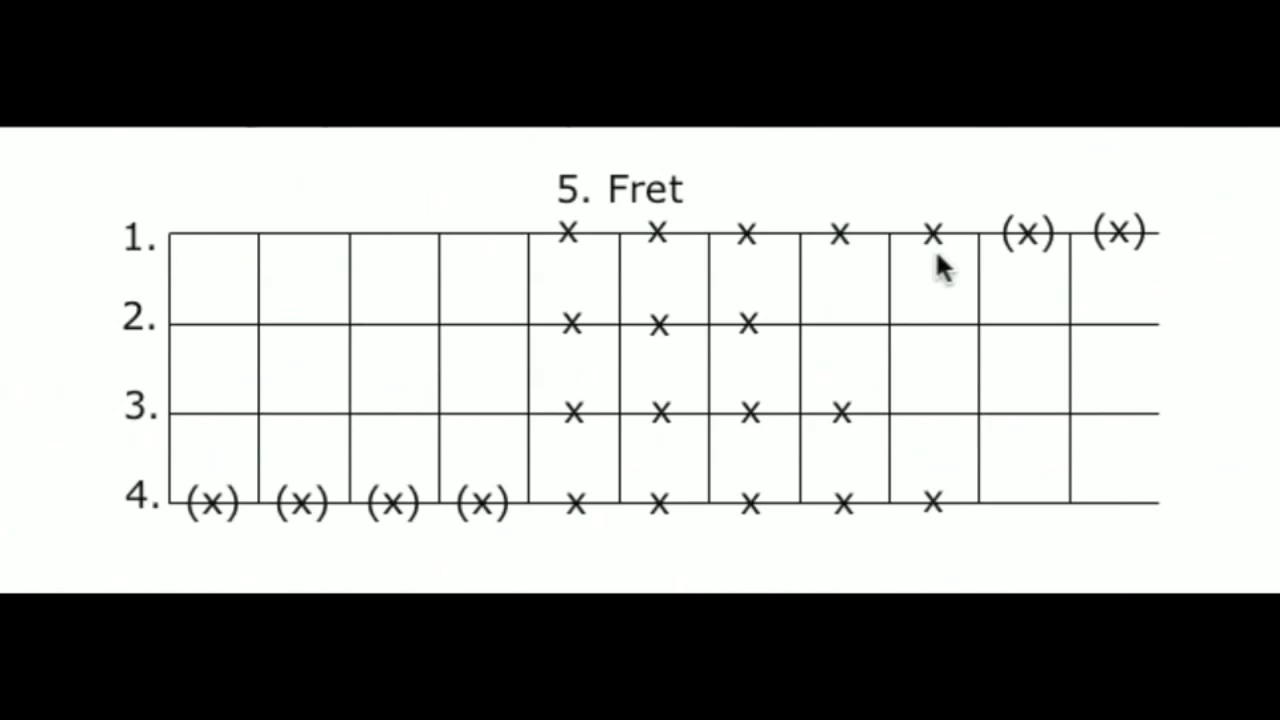 5. Fret
1. x x x x x (x) (x)
2. x x x
3. x x x x
4. (x) (x) (x) (x) x x x x x